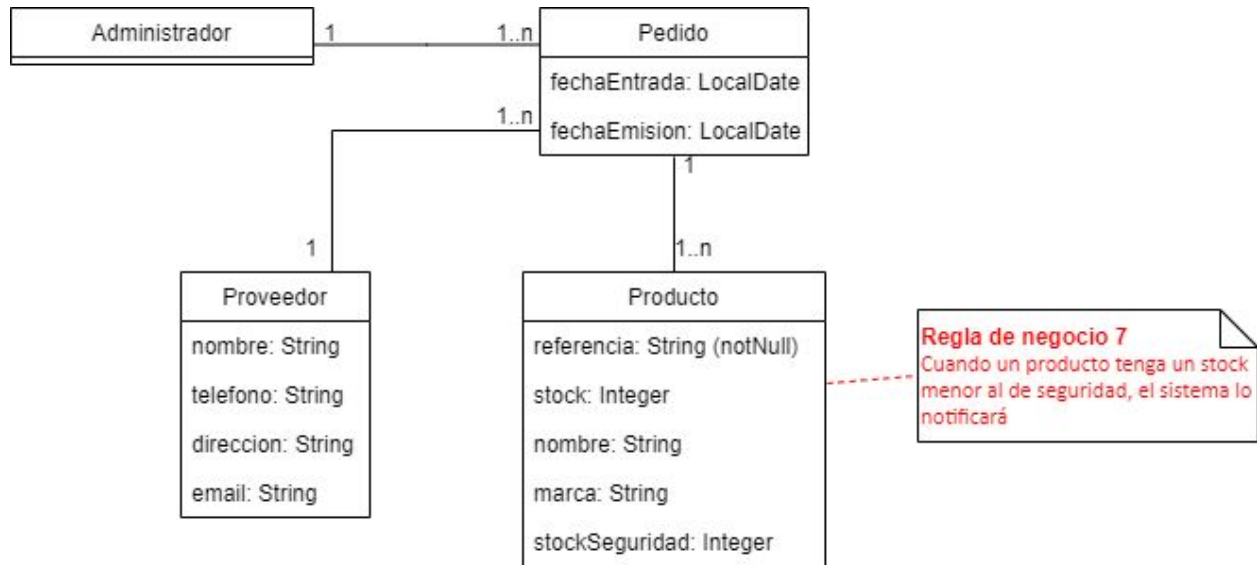 Administrador
1
1..n
Pedido
fechaEntrada: LocalDate
fechaEmision: LocalDate
1..n
1
1
1..n
Proveedor
nombre: String
telefono: String
direccion: String
email: String
Producto
referencia: String (notNull)
stock: Integer
nombre: String
marca: String
stockSeguridad: Integer
Regla de negocio 7
Cuando un producto tenga un stock
menor al de seguridad, el sistema lo
notificará